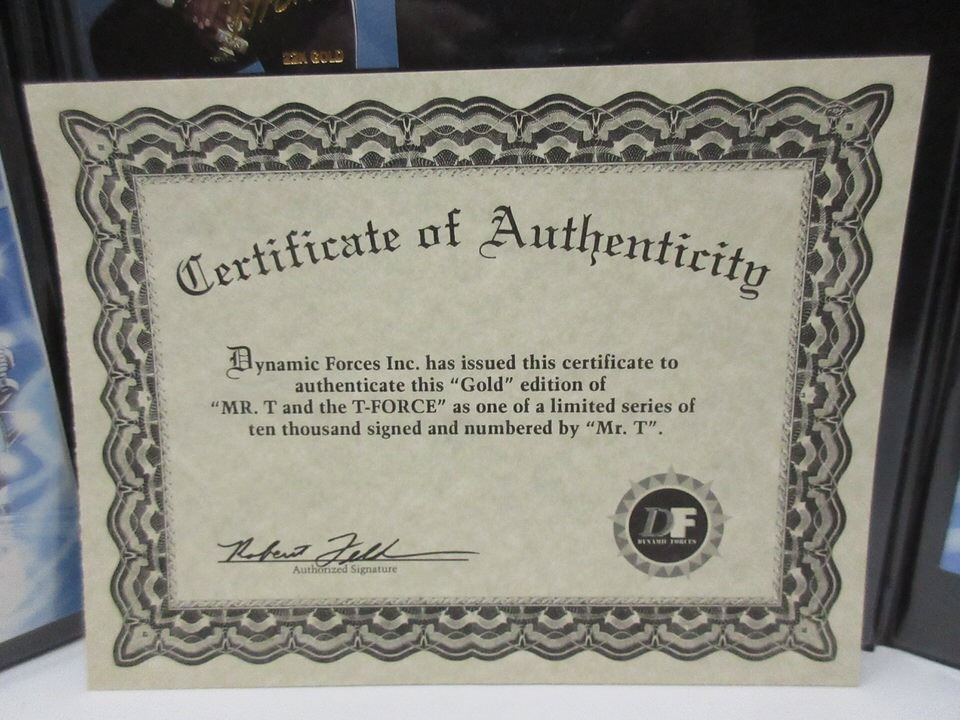 22K GOLD
Certificate of Authenticity
Dynamic Forces Inc. has issued this certificate to
authenticate this “Gold” edition of
“MR. T and the T-FORCE” as one of a limited series of
ten thousand signed and numbered by “Mr. T”.
DF
DYNAMIC FORCES
Robert Feld
Authorized Signature